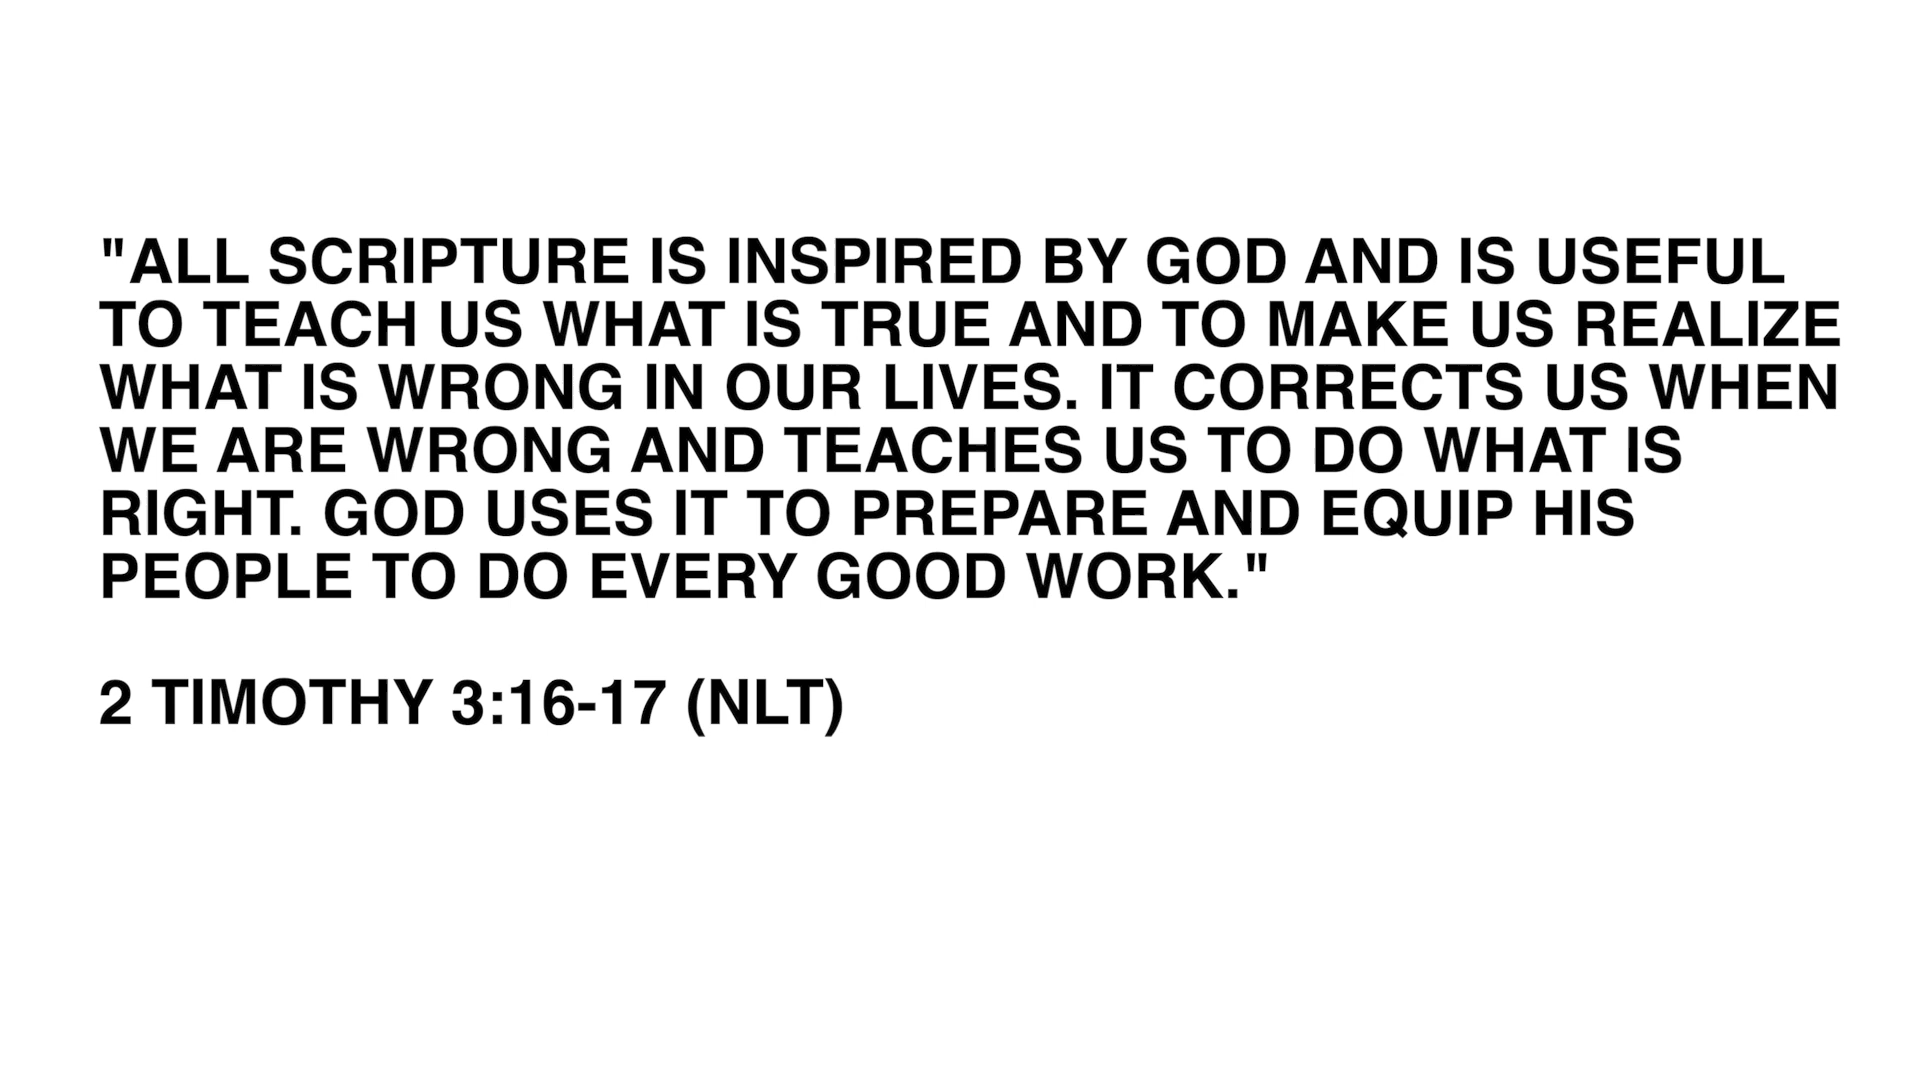 "ALL SCRIPTURE IS INSPIRED BY GOD AND IS USEFUL
TO TEACH US WHAT IS TRUE AND TO MAKE US REALIZE
WHAT IS WRONG IN OUR LIVES. IT CORRECTS US WHEN
WE ARE WRONG AND TEACHES US TO DO WHAT IS
RIGHT. GOD USES IT TO PREPARE AND EQUIP HIS
PEOPLE TO DO EVERY GOOD WORK."
2 TIMOTHY 3:16-17 (NLT)